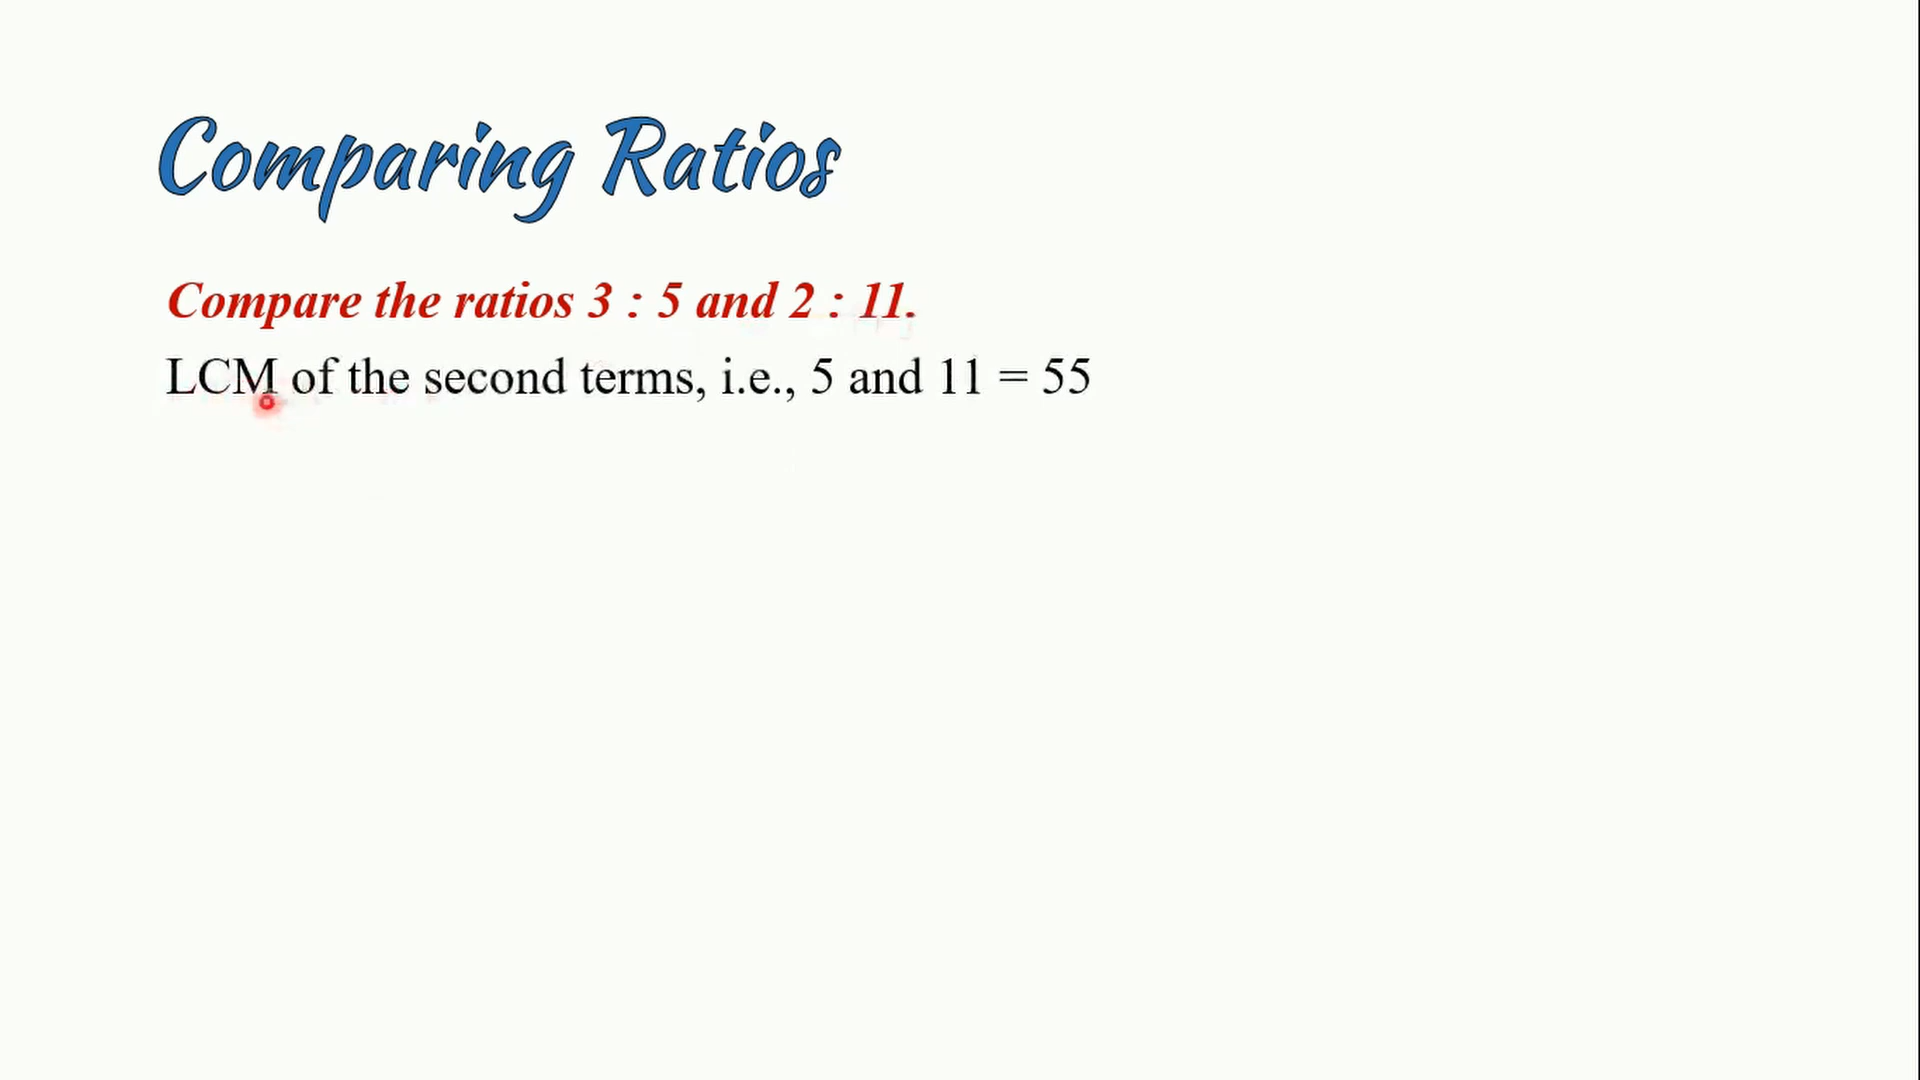 Comparing Ratios
Compare the ratios 3 : 5 and 2 : 11.
LCM of the second terms, i.e., 5 and 11 = 55